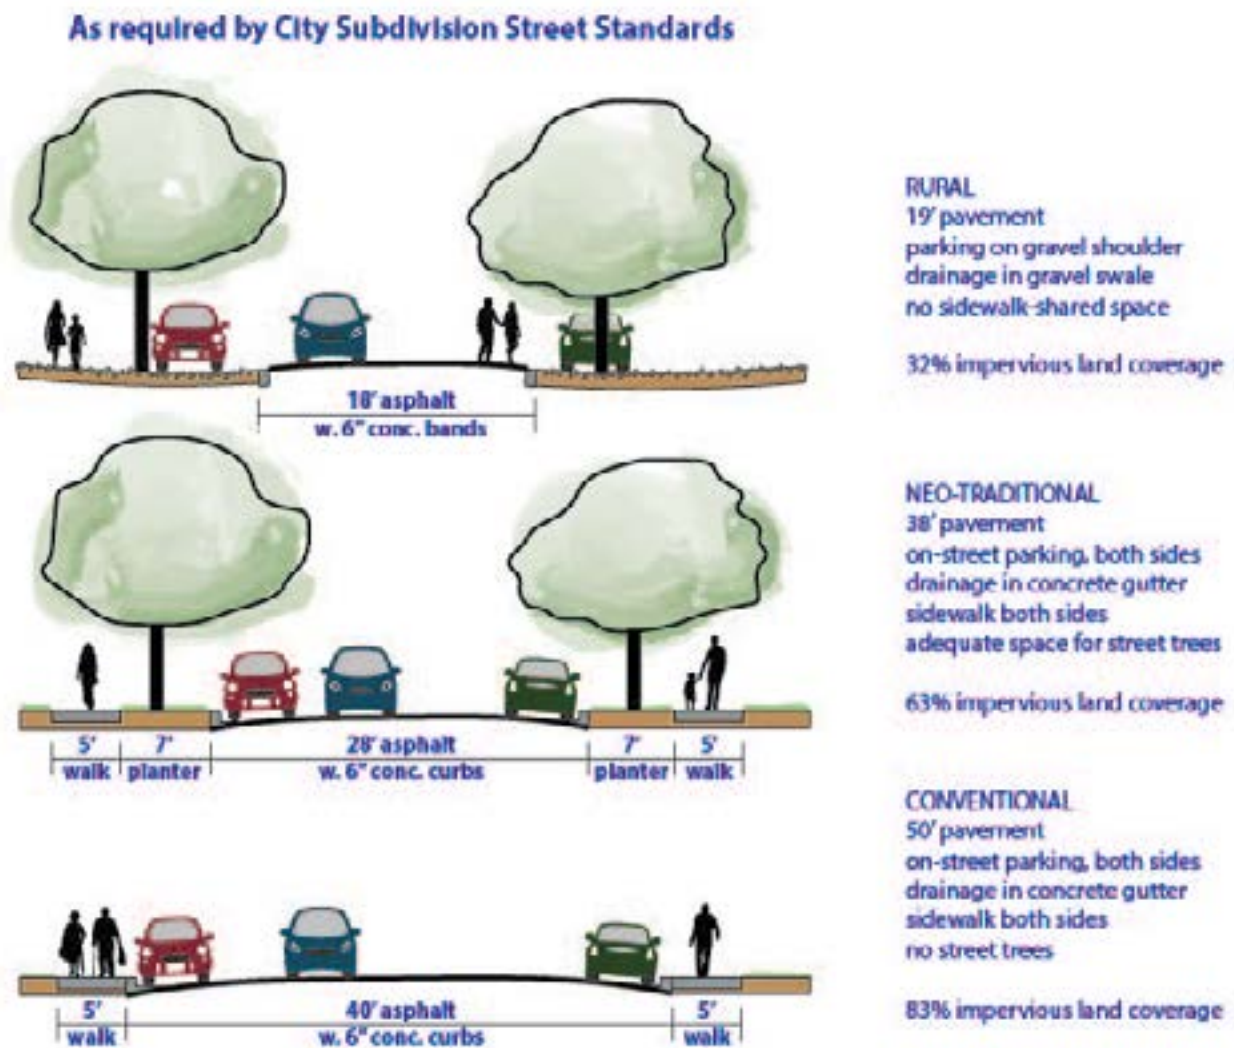 As required by City Subdivision Street Standards
RURAL
19' pavement
parking on gravel shoulder
drainage in gravel swale
no sidewalk-shared space
32% impervious land coverage
18' asphalt
w. 6" conc. bands
NEO-TRADITIONAL
38' pavement
on-street parking, both sides
drainage in concrete gutter
sidewalk both sides
adequate space for street trees
63% impervious land coverage
5' 7' 28' asphalt 7' 5'
walk planter w. 6" conc. curbs planter walk
CONVENTIONAL
50' pavement
on-street parking, both sides
drainage in concrete gutter
sidewalk both sides
no street trees
83% impervious land coverage
5' 40' asphalt 5'
walk w. 6" conc. curbs walk